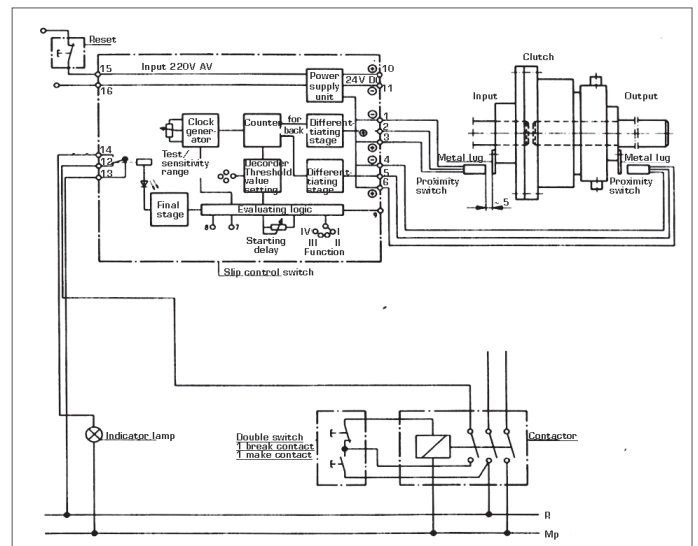 Reset
15
Input 220V AV
16
Power
supply
unit
24V D
10
11
Clutch
Input
Output
Clock
gener-
ator
Counter
for
back
Different-
tiating
stage
1
2
3
Test/
sensitivity
range
Decorder
Threshold
value
setting
Different-
tiating
stage
4
5
6
14
12
13
Metal lug
Proximity
switch
~5
Metal lug
Proximity
switch
Final
stage
Evaluating logic
8
7
9
Starting
delay
IV
I
III
II
Function
Slip control switch
Indicator lamp
Double switch
1 break contact
1 make contact
Contactor
R
Mp